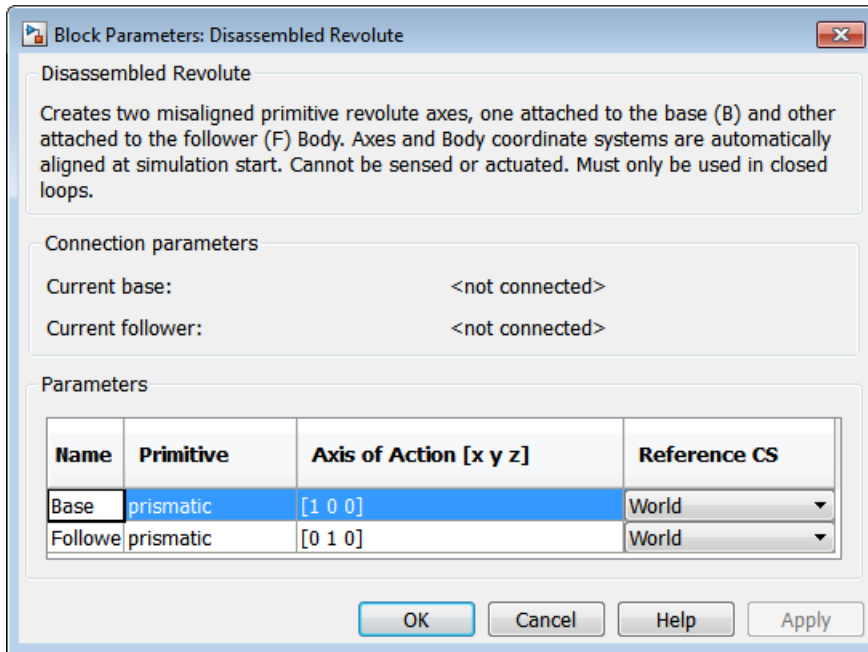 Block Parameters: Disassembled Revolute
Disassembled Revolute
Creates two misaligned primitive revolute axes, one attached to the base (B) and other
attached to the follower (F) Body. Axes and Body coordinate systems are automatically
aligned at simulation start. Cannot be sensed or actuated. Must only be used in closed
loops.
Connection parameters
Current base: <not connected>
Current follower: <not connected>
Parameters
Name Primitive Axis of Action [x y z] Reference CS
Base prismatic [1 0 0] World
Followe prismatic [0 1 0] World
OK Cancel Help Apply